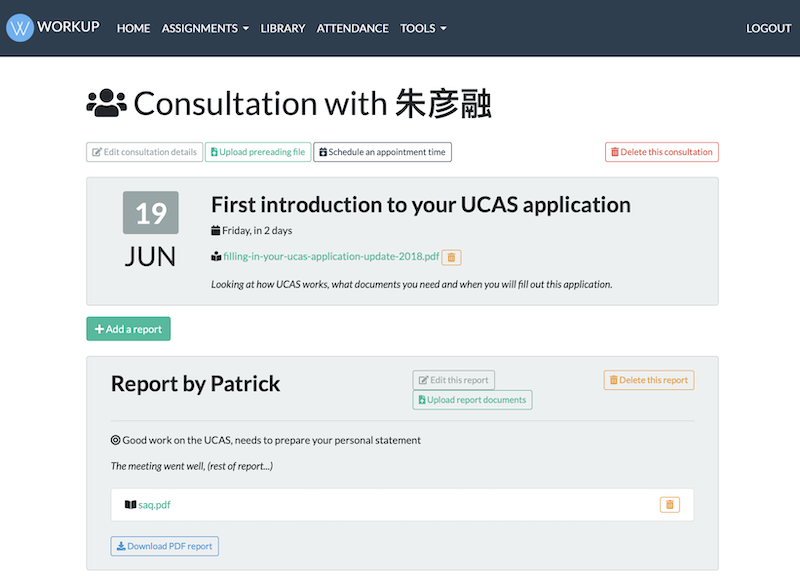 W WORKUP HOME ASSIGNMENTS LIBRARY ATTENDANCE TOOLS LOGOUT
Consultation with 朱彦融
Edit consultation details Upload prereading file Schedule an appointment time Delete this consultation
19
JUN
First introduction to your UCAS application
Friday, in 2 days
filling-in-your-ucas-application-update-2018.pdf
Looking at how UCAS works, what documents you need and when you will fill out this application.
+ Add a report
Report by Patrick
Edit this report
Upload report documents
Delete this report
Good work on the UCAS, needs to prepare your personal statement
The meeting went well, (rest of report...)
saq.pdf
Download PDF report